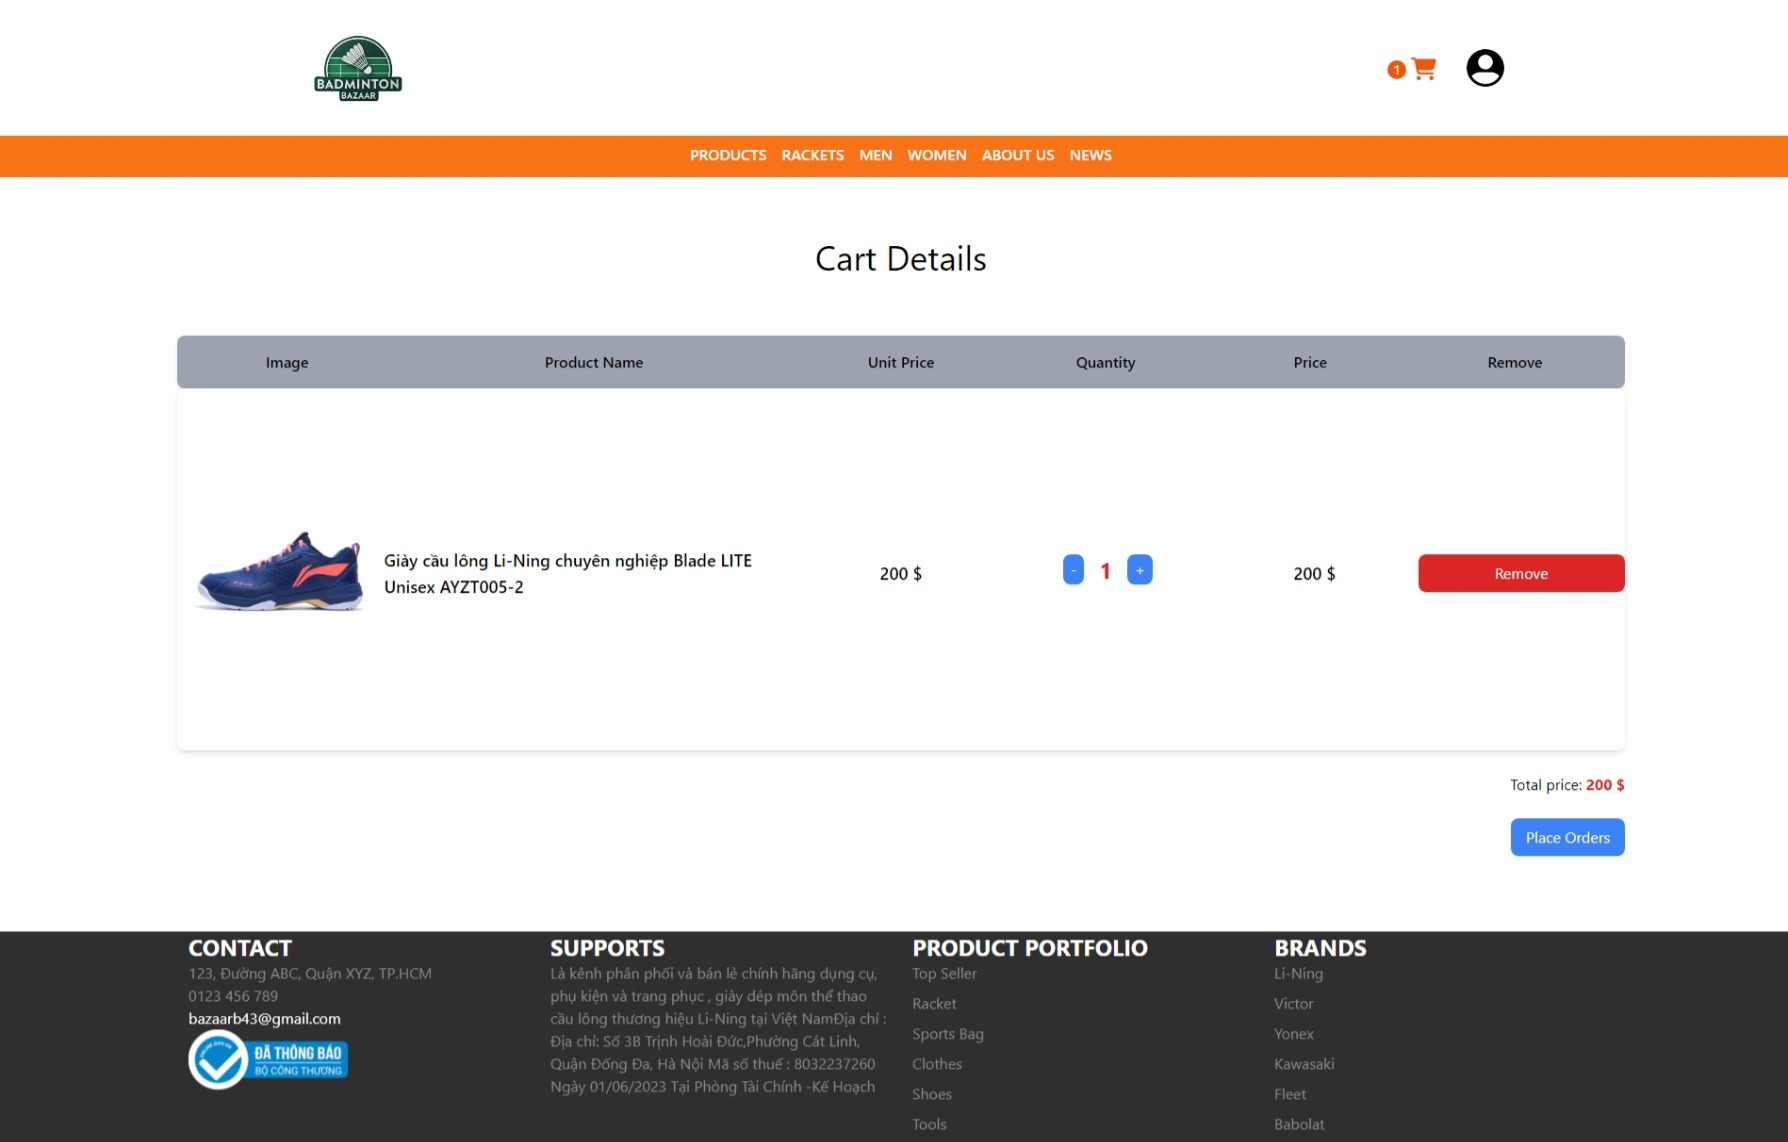 BADMINTON
BAZAAR
1
PRODUCTS RACKETS MEN WOMEN ABOUT US NEWS
Cart Details
Image Product Name Unit Price Quantity Price Remove
Giày cầu lông Li-Ning chuyên nghiệp Blade LITE
Unisex AYZT005-2
200 $
- 1 +
200 $
Remove
Total price: 200 $
Place Orders
CONTACT
123, Đường ABC, Quận XYZ, TP.HCM
0123 456 789
bazaarb43@gmail.com
ĐÃ THÔNG BÁO
BỘ CÔNG THƯƠNG
SUPPORTS
Là kênh phân phối và bán lẻ chính hãng dụng cụ,
phụ kiện và trang phục , giày dép môn thể thao
cầu lông thương hiệu Li-Ning tại Việt NamĐịa chỉ :
Địa chỉ: Số 3B Trịnh Hoài Đức,Phường Cát Linh,
Quận Đống Đa, Hà Nội Mã số thuế : 8032237260
Ngày 01/06/2023 Tại Phòng Tài Chính -Kế Hoạch
PRODUCT PORTFOLIO
Top Seller
Racket
Sports Bag
Clothes
Shoes
Tools
BRANDS
Li-Ning
Victor
Yonex
Kawasaki
Fleet
Babolat